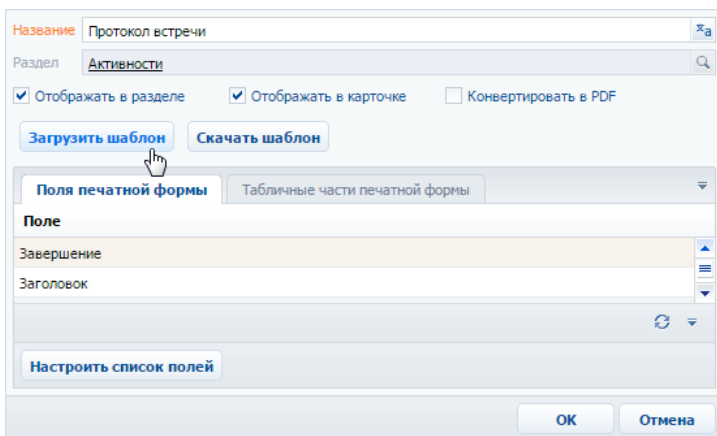 Название Протокол встречи
Раздел Активности
Отображать в разделе Отображать в карточке Конвертировать в PDF
Загрузить шаблон Скачать шаблон
Поля печатной формы Табличные части печатной формы
Поле
Завершение
Заголовок
Настроить список полей
ОК Отмена